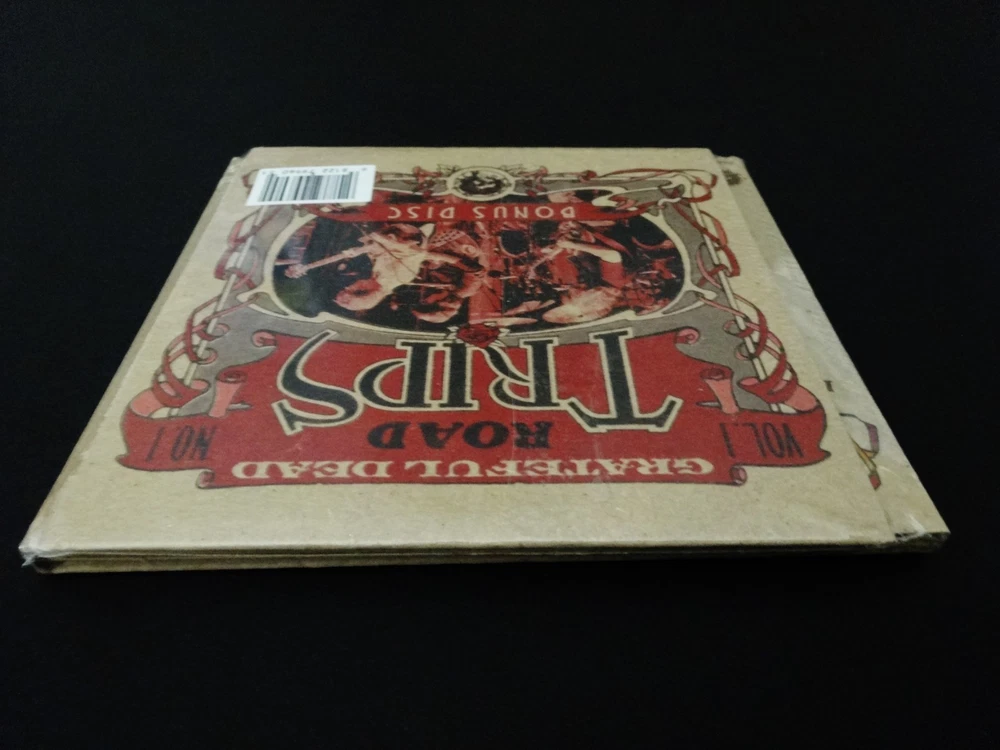 GRATEFUL DEAD
ROAD
TRIPS
VOL. 1
NO. 1
BONUS DISC